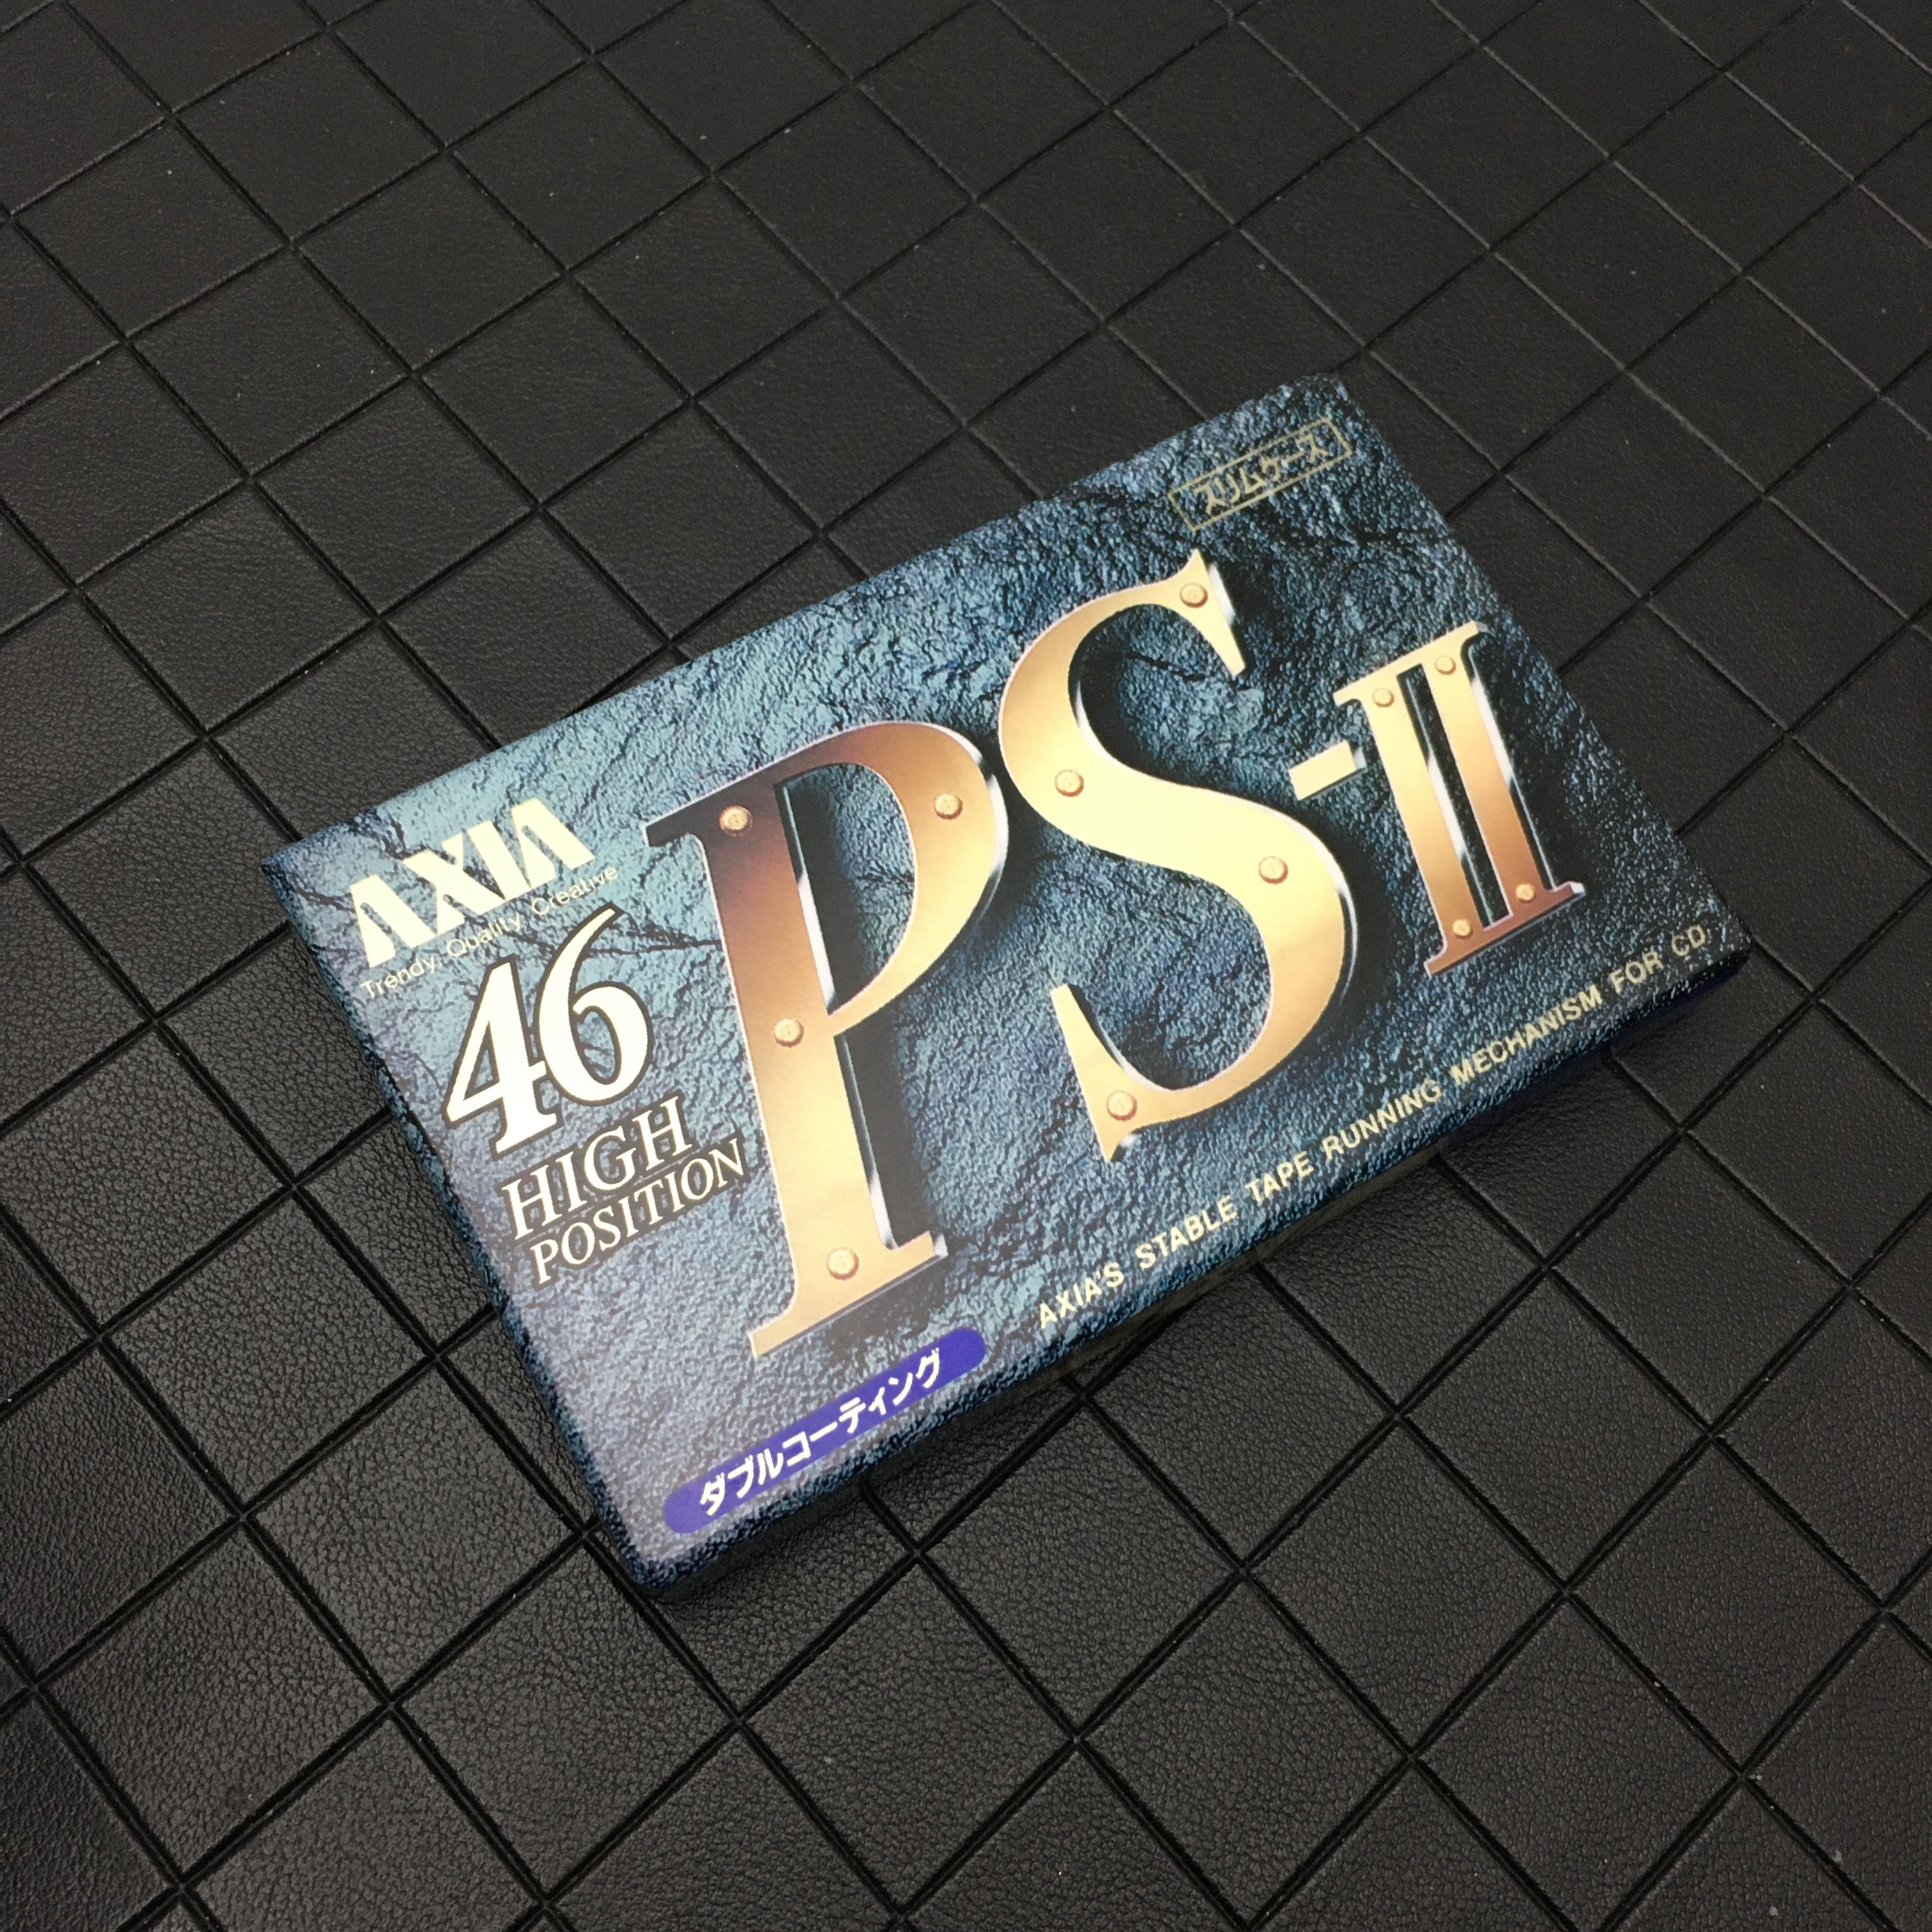 スリムケース
AXIA
Trendy, Quality, Creative
46
HIGH
POSITION
PS-II
AXIA'S STABLE TAPE RUNNING MECHANISM FOR CD
ダブルコーティング